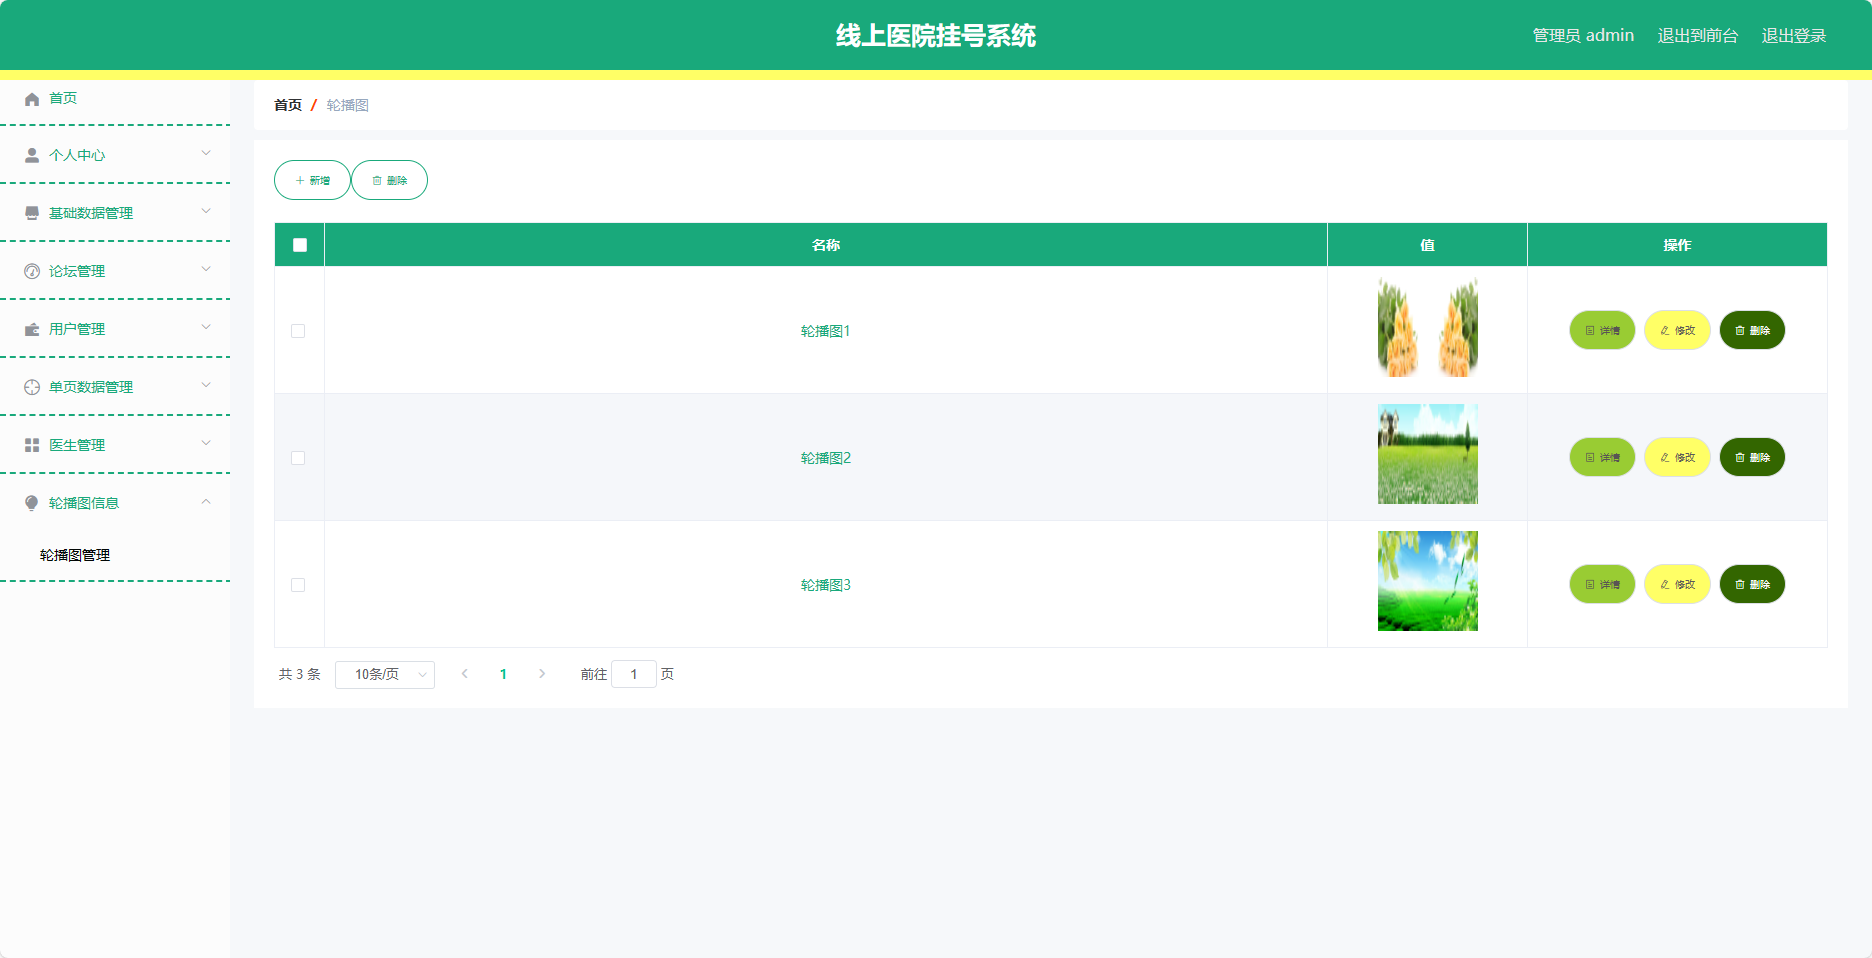 线上医院挂号系统
管理员 admin 退出到前台 退出登录
首页
个人中心
基础数据管理
论坛管理
用户管理
单页数据管理
医生管理
轮播图信息
轮播图管理
首页 / 轮播图
新增 删除
名称 值 操作
轮播图1 详情 修改 删除
轮播图2 详情 修改 删除
轮播图3 详情 修改 删除
共 3 条 10条/页 1 前往 1 页